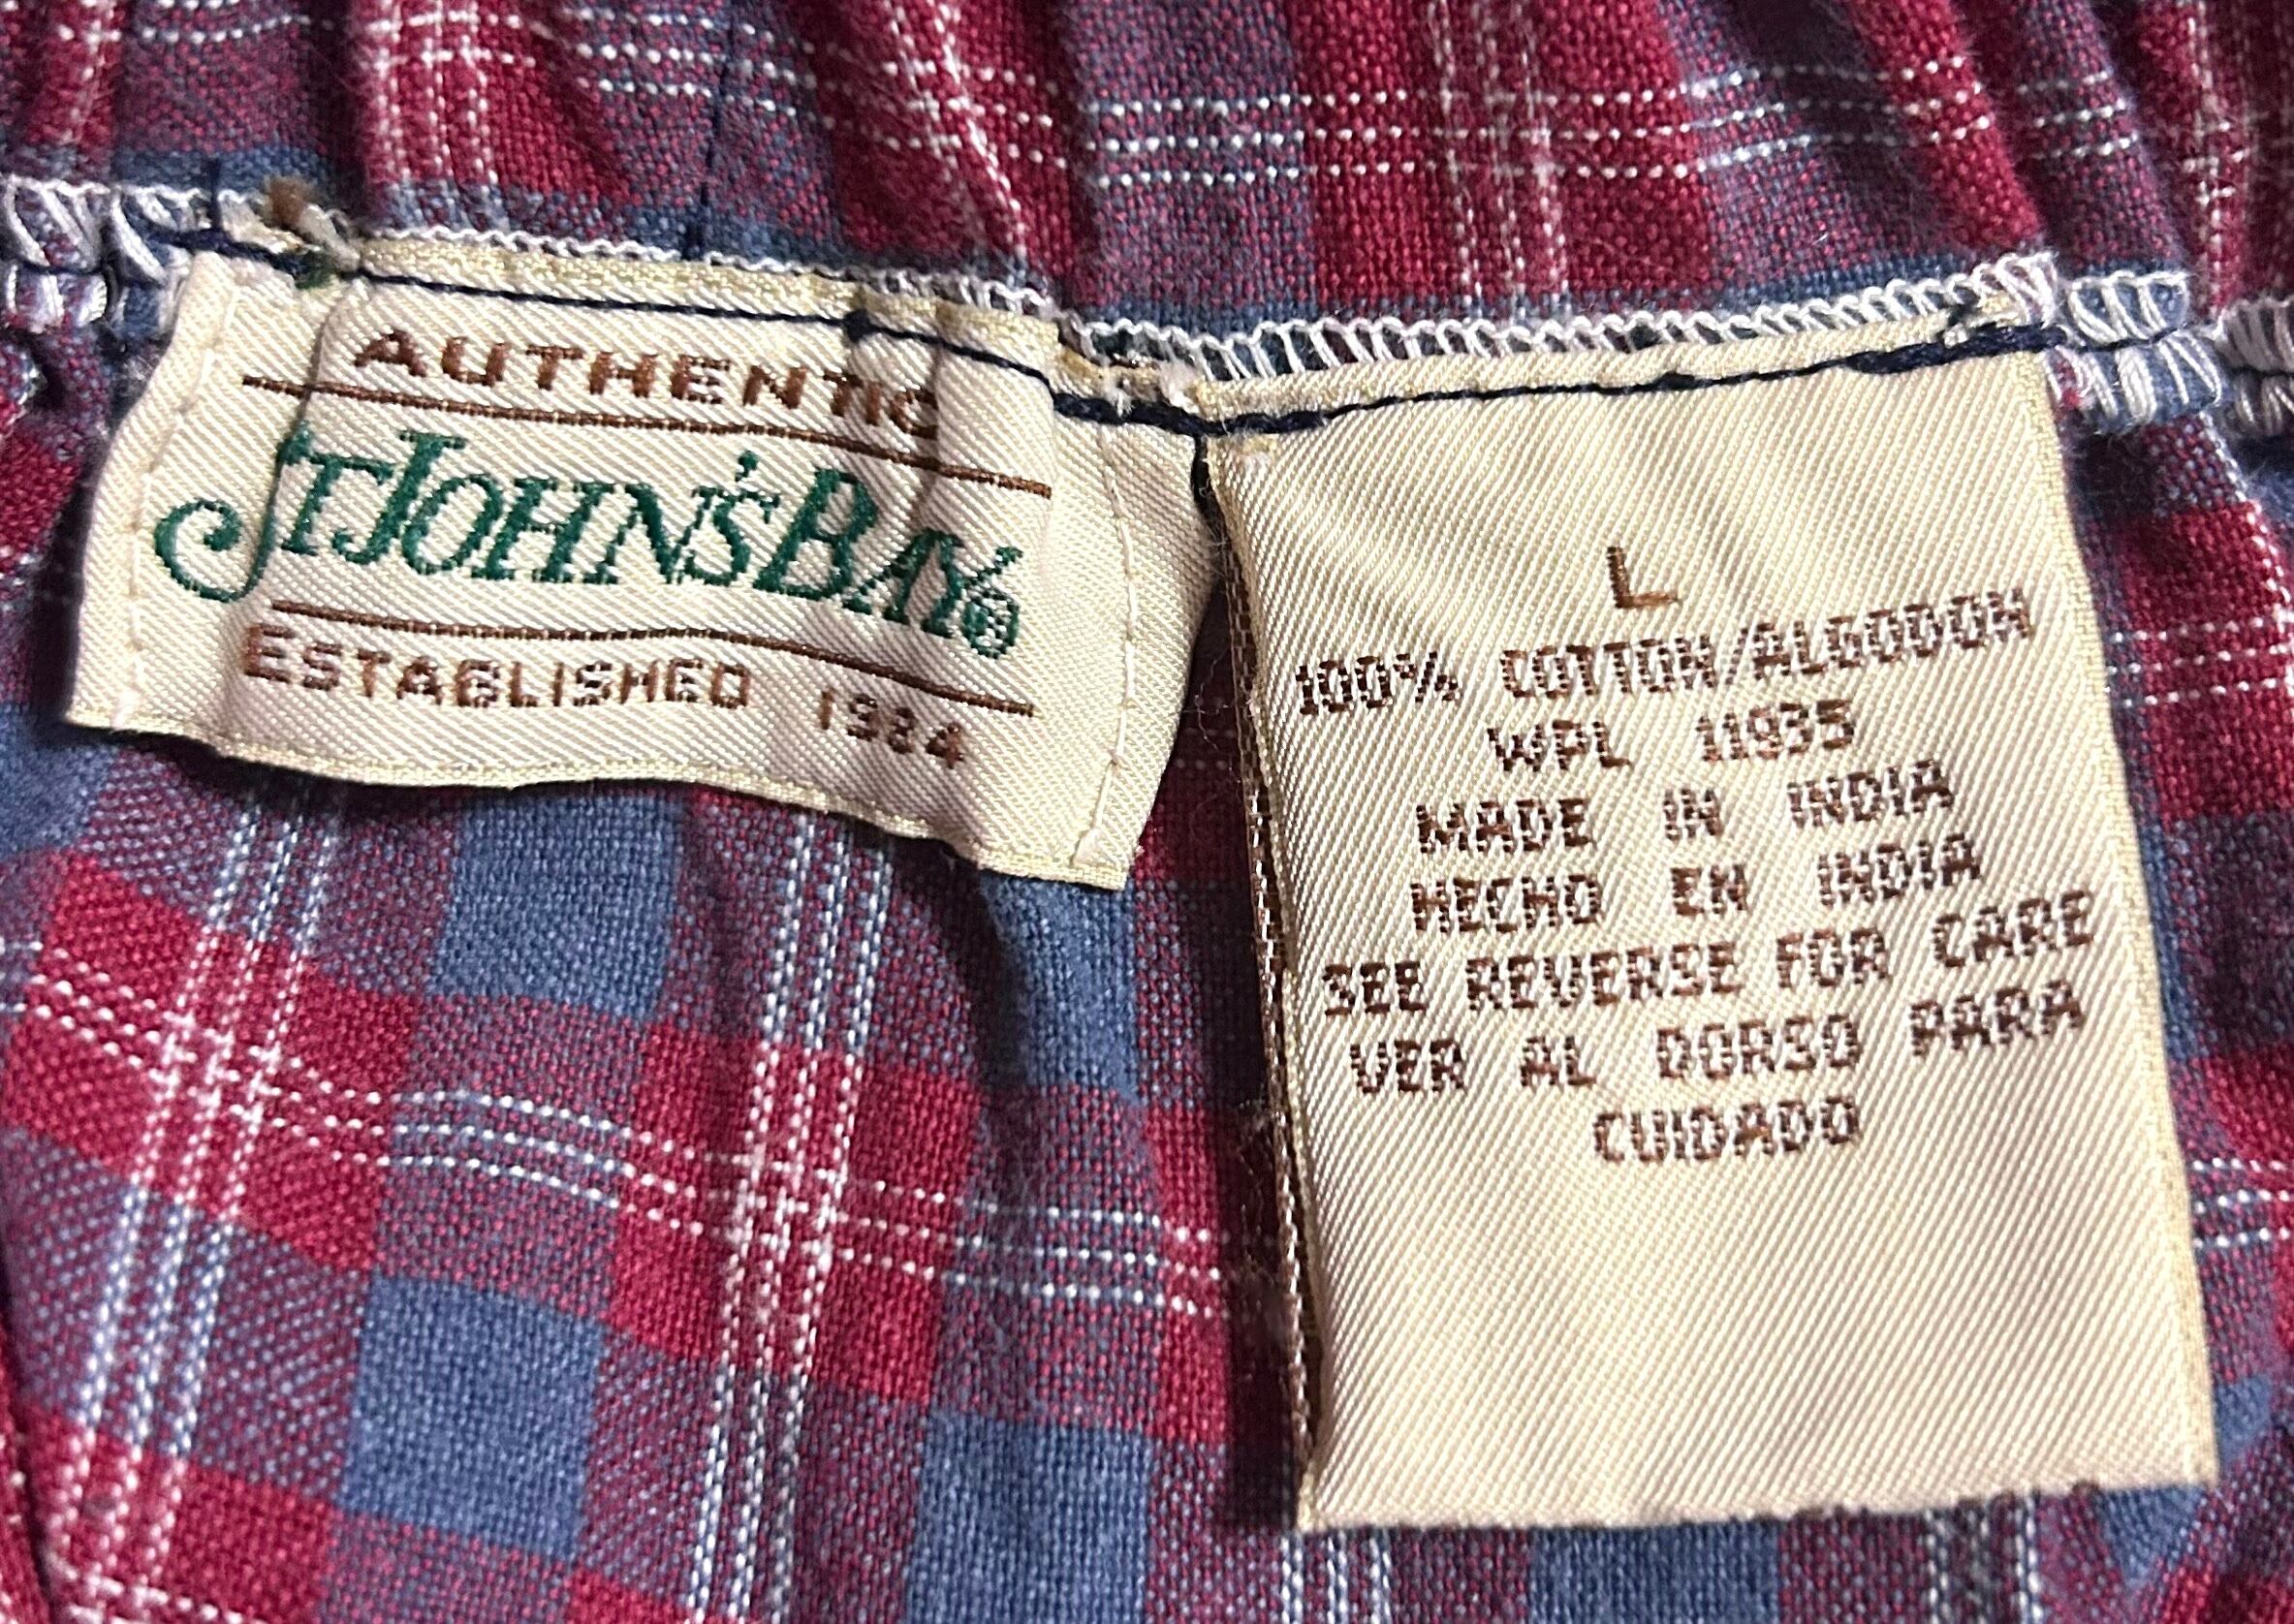 AUTHENTIC
ST JOHN'S BAY®
ESTABLISHED 1984
L
100% COTTON/ALGODON
WPL 11935
MADE IN INDIA
HECHO EN INDIA
SEE REVERSE FOR CARE
VER AL DORSO PARA
CUIDADO